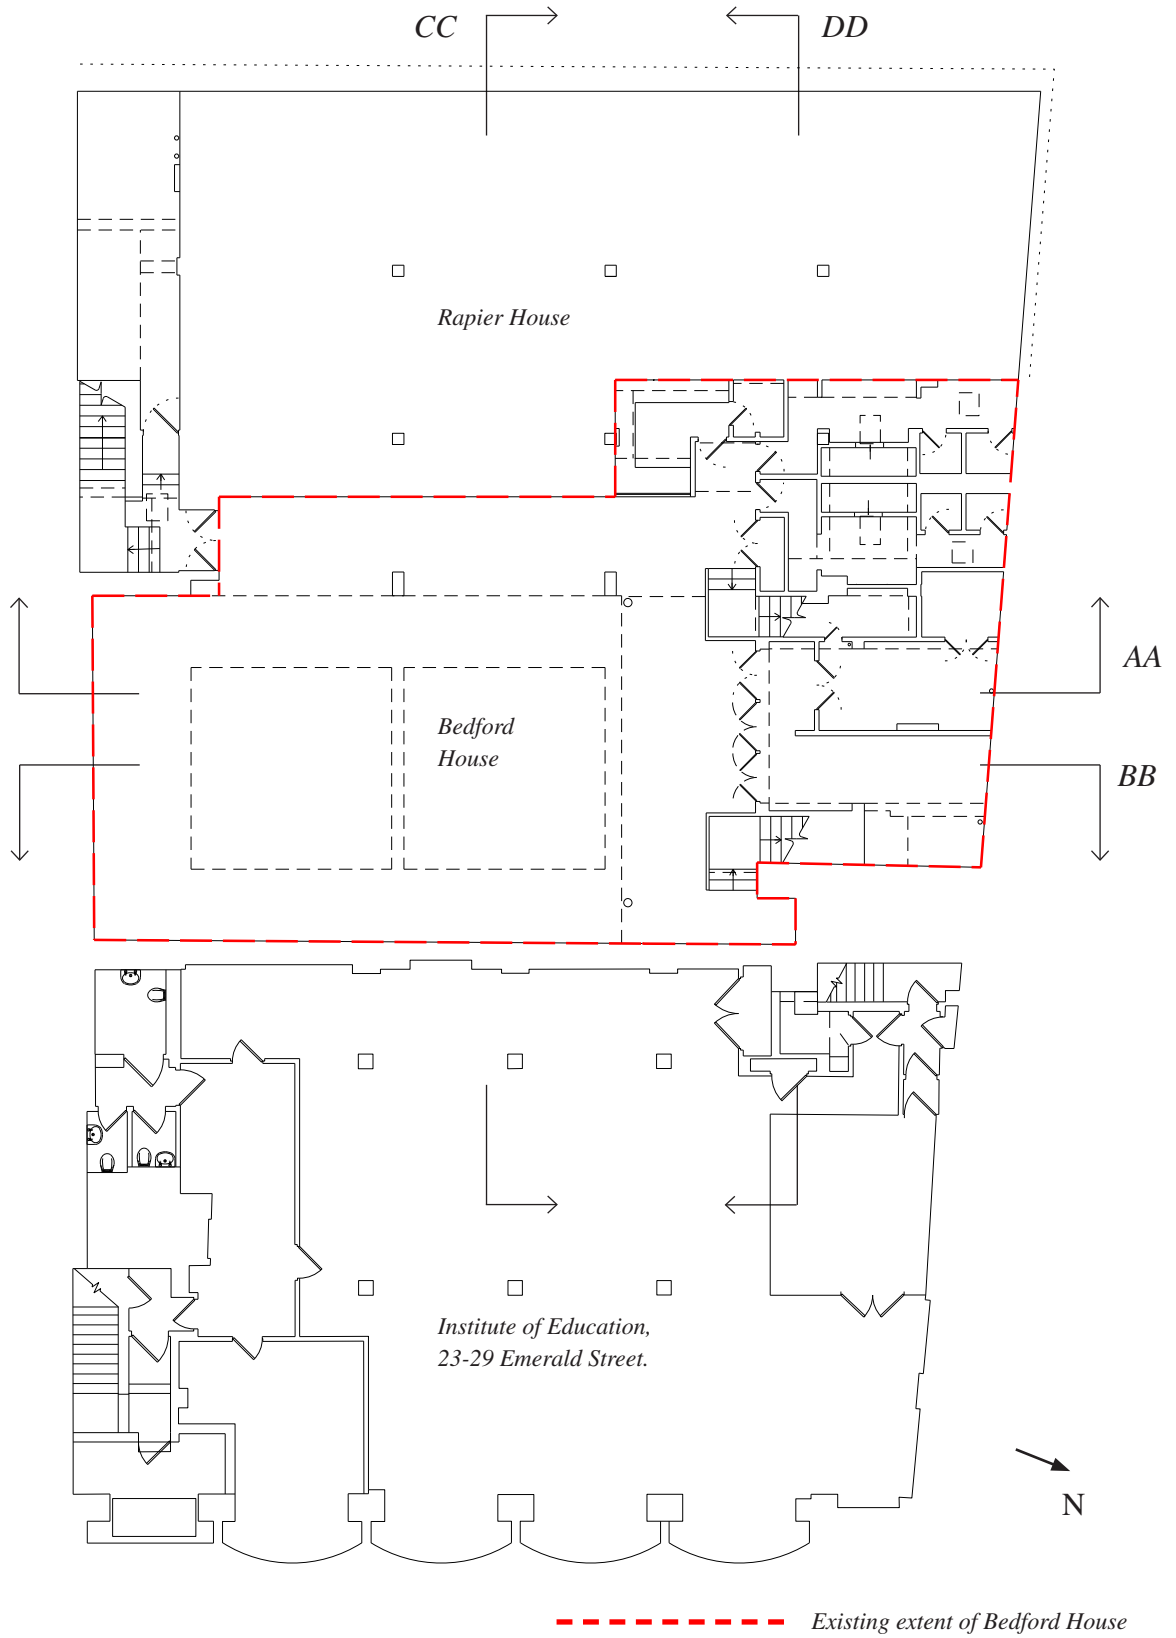 CC
DD
Rapier House
AA
Bedford
House
BB
Institute of Education,
23-29 Emerald Street.
N
Existing extent of Bedford House